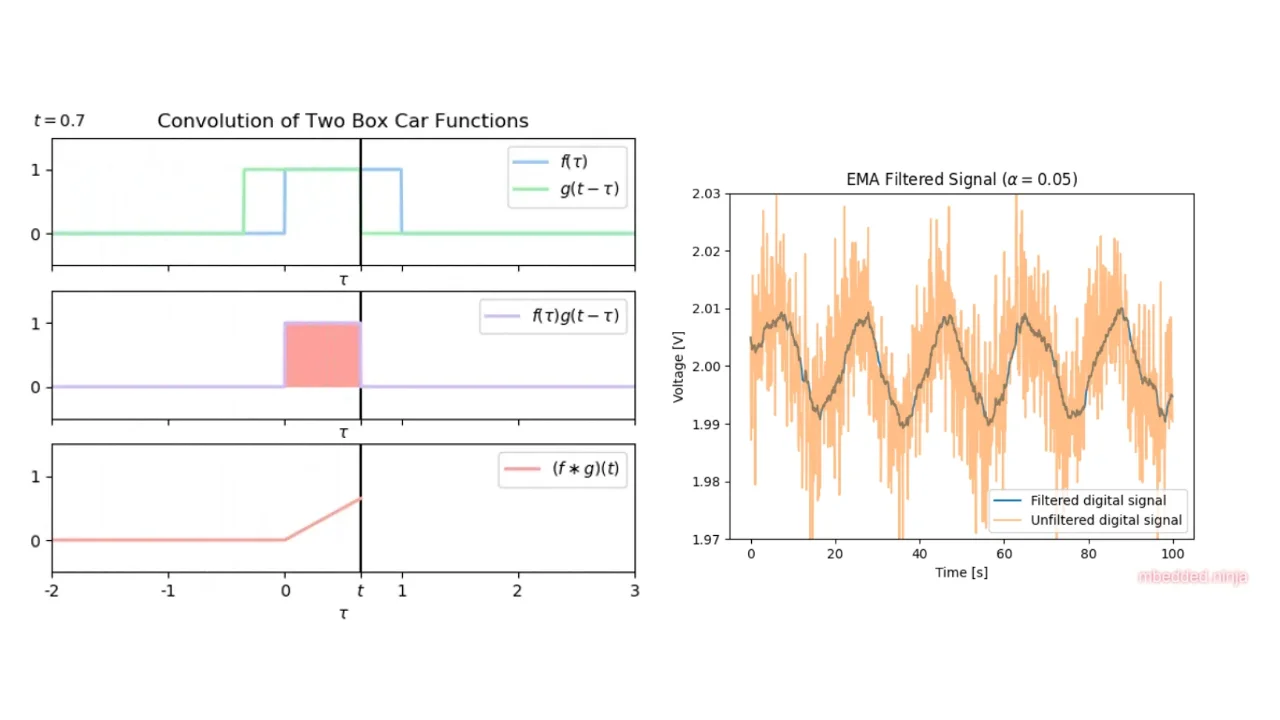 t = 0.7
Convolution of Two Box Car Functions
1
0
f(τ)
g(t − τ)
τ
1
0
f(τ)g(t − τ)
τ
1
0
(f ∗ g)(t)
-2 -1 0 t 1 2 3
τ
EMA Filtered Signal (α = 0.05)
2.03
2.02
2.01
2.00
1.99
1.98
1.97
Voltage [V]
Filtered digital signal
Unfiltered digital signal
0 20 40 60 80 100
Time [s]
mbedded.ninja